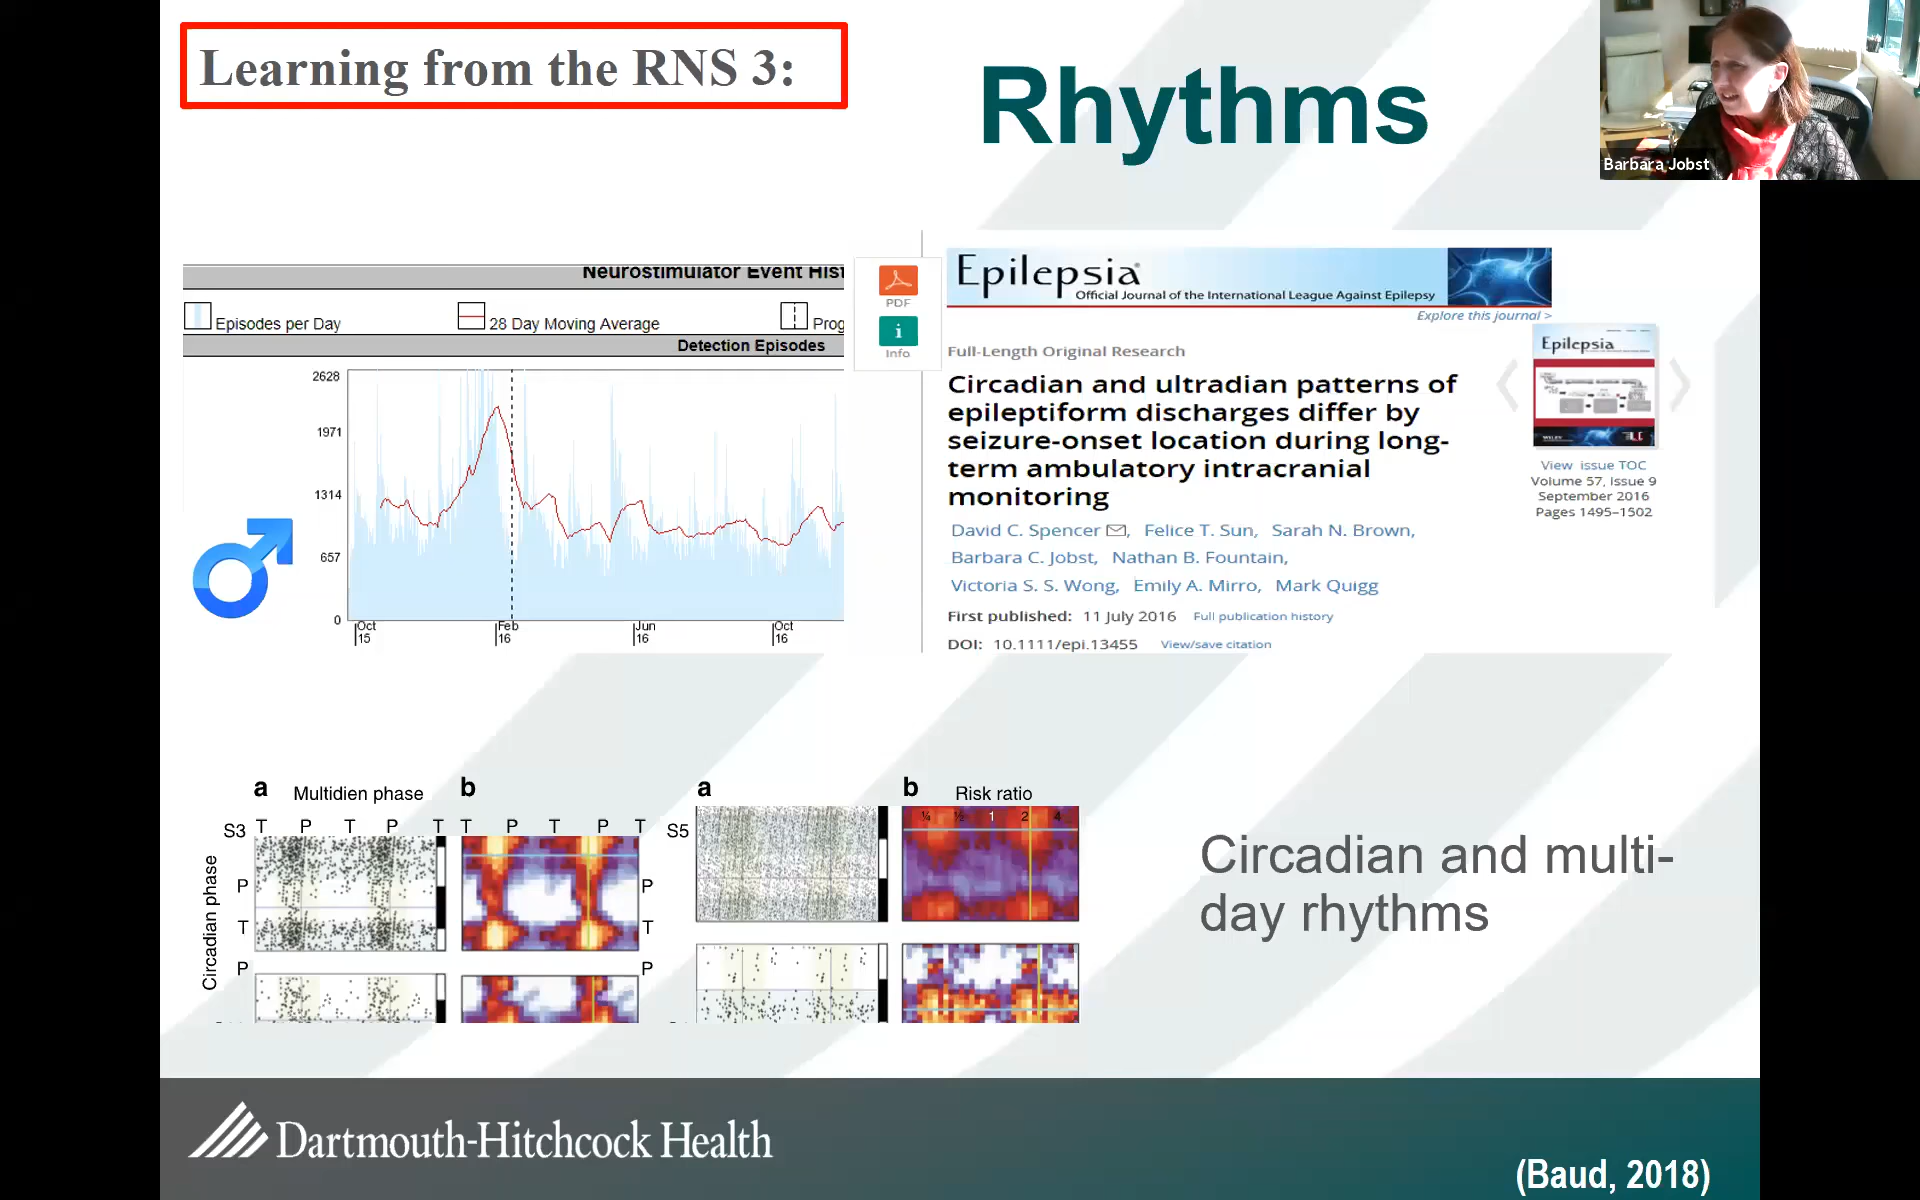 Learning from the RNS 3:
Rhythms
Barbara Jobst
Neurostimulator Event Hist
Episodes per Day
28 Day Moving Average
Prog
Detection Episodes
2628
1971
1314
657
0
Oct 15
Feb 16
Jun 16
Oct 16
PDF
Info
Epilepsia
Official Journal of the International League Against Epilepsy
Explore this journal >
Full-Length Original Research
Circadian and ultradian patterns of
epileptiform discharges differ by
seizure-onset location during long-
term ambulatory intracranial
monitoring
David C. Spencer, Felice T. Sun, Sarah N. Brown,
Barbara C. Jobst, Nathan B. Fountain,
Victoria S. S. Wong, Emily A. Mirro, Mark Quigg
First published: 11 July 2016 Full publication history
DOI: 10.1111/epi.13455 View/save citation
Epilepsia
View issue TOC
Volume 57, Issue 9
September 2016
Pages 1495–1502
a Multidien phase b
S3 T P T P T T P T P T
Circadian phase
P
T
P
P
T
P
a b Risk ratio
S5
¼ ½ 1 2 4
Circadian and multi-
day rhythms
Dartmouth-Hitchcock Health
(Baud, 2018)